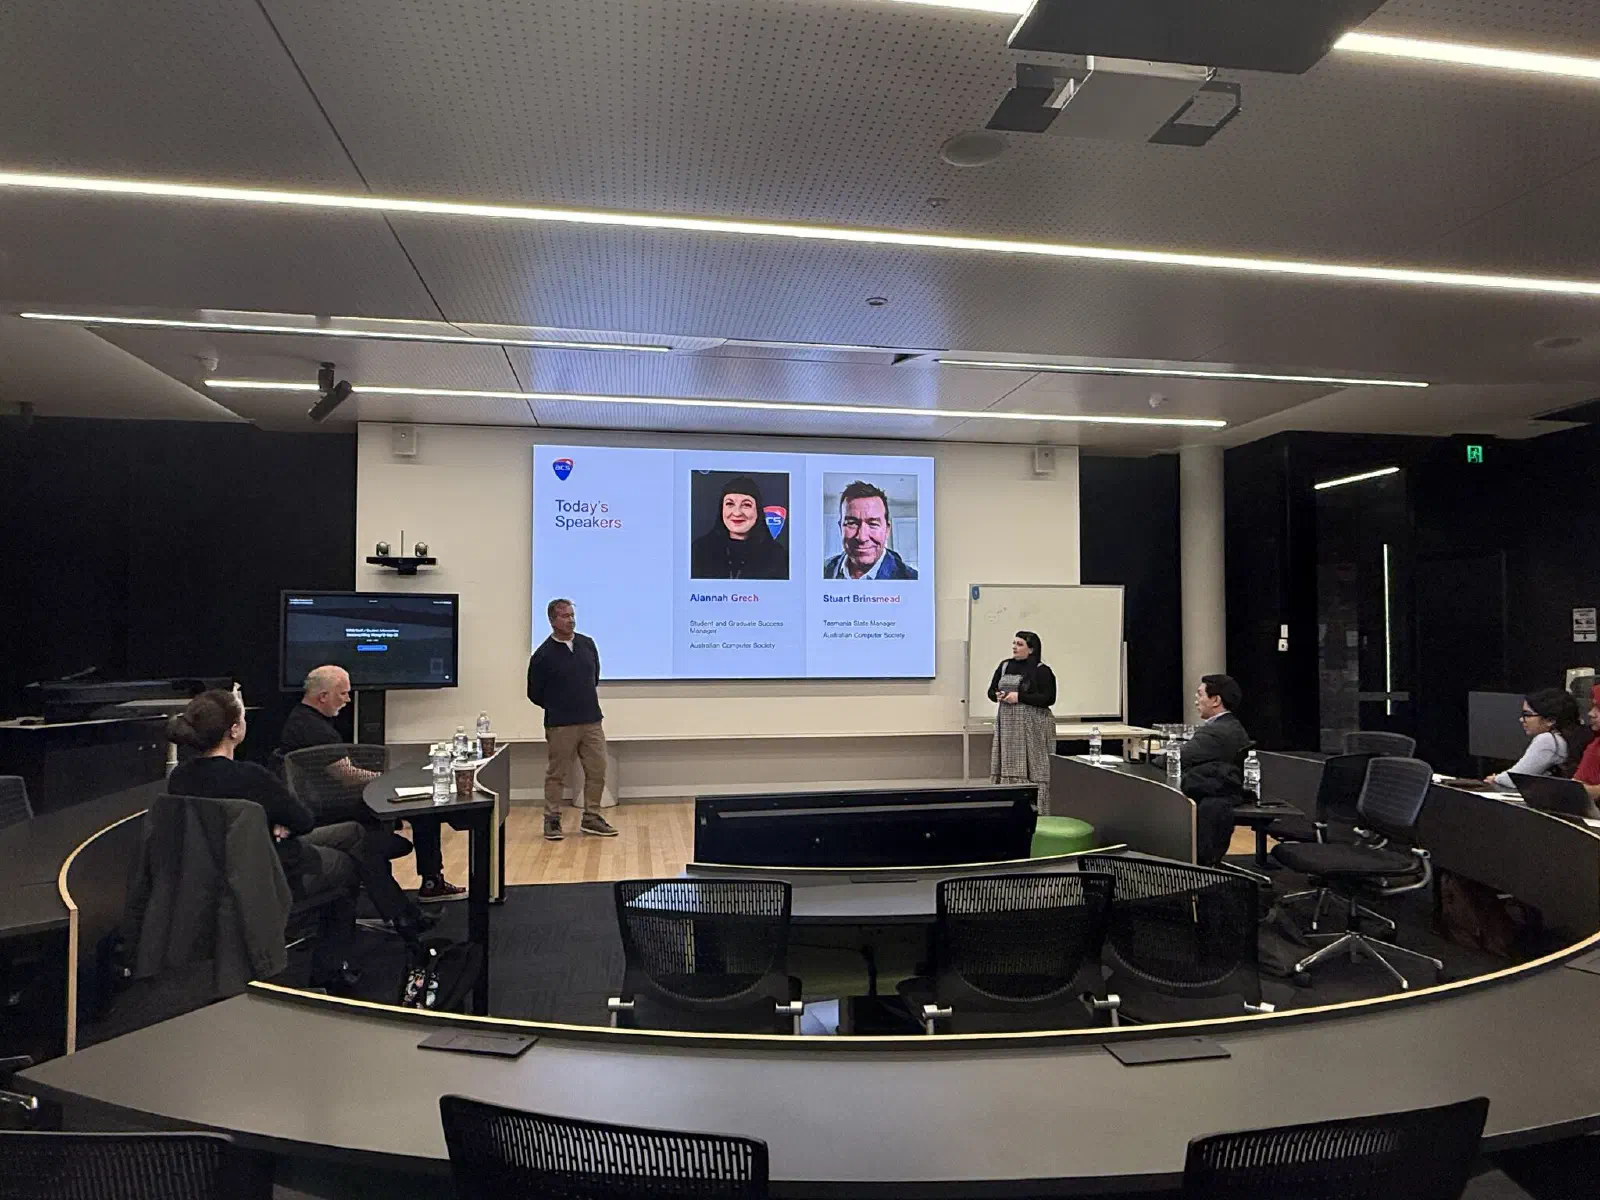 acs
Today's
Speakers
CS
Alannah Grech
Student and Graduate Success
Manager
Australian Computer Society
Stuart Brinsmead
Tasmania State Manager
Australian Computer Society